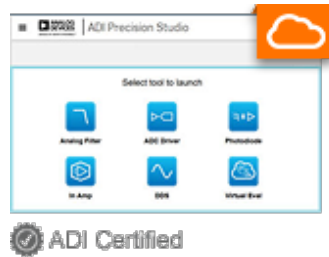 ANALOG DEVICES
ADI Precision Studio
Select tool to launch
Analog Filter ADC Driver Photodiode
In Amp DDS Virtual Eval
ADI Certified